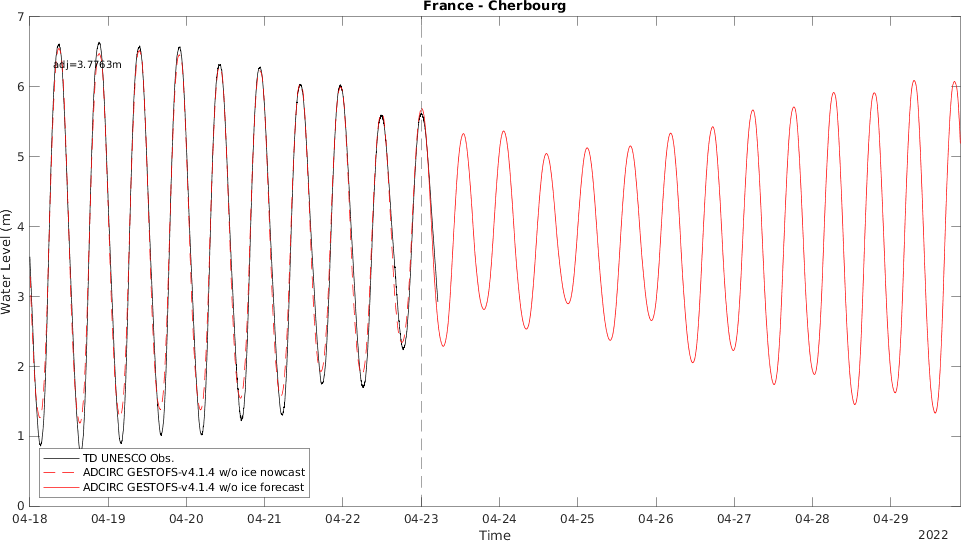 France - Cherbourg
7
6
5
4
3
2
1
0
Water Level (m)
adj=3.7763m
TD UNESCO Obs.
ADCIRC GESTOFS-v4.1.4 w/o ice nowcast
ADCIRC GESTOFS-v4.1.4 w/o ice forecast
04-18 04-19 04-20 04-21 04-22 04-23 04-24 04-25 04-26 04-27 04-28 04-29
Time
2022